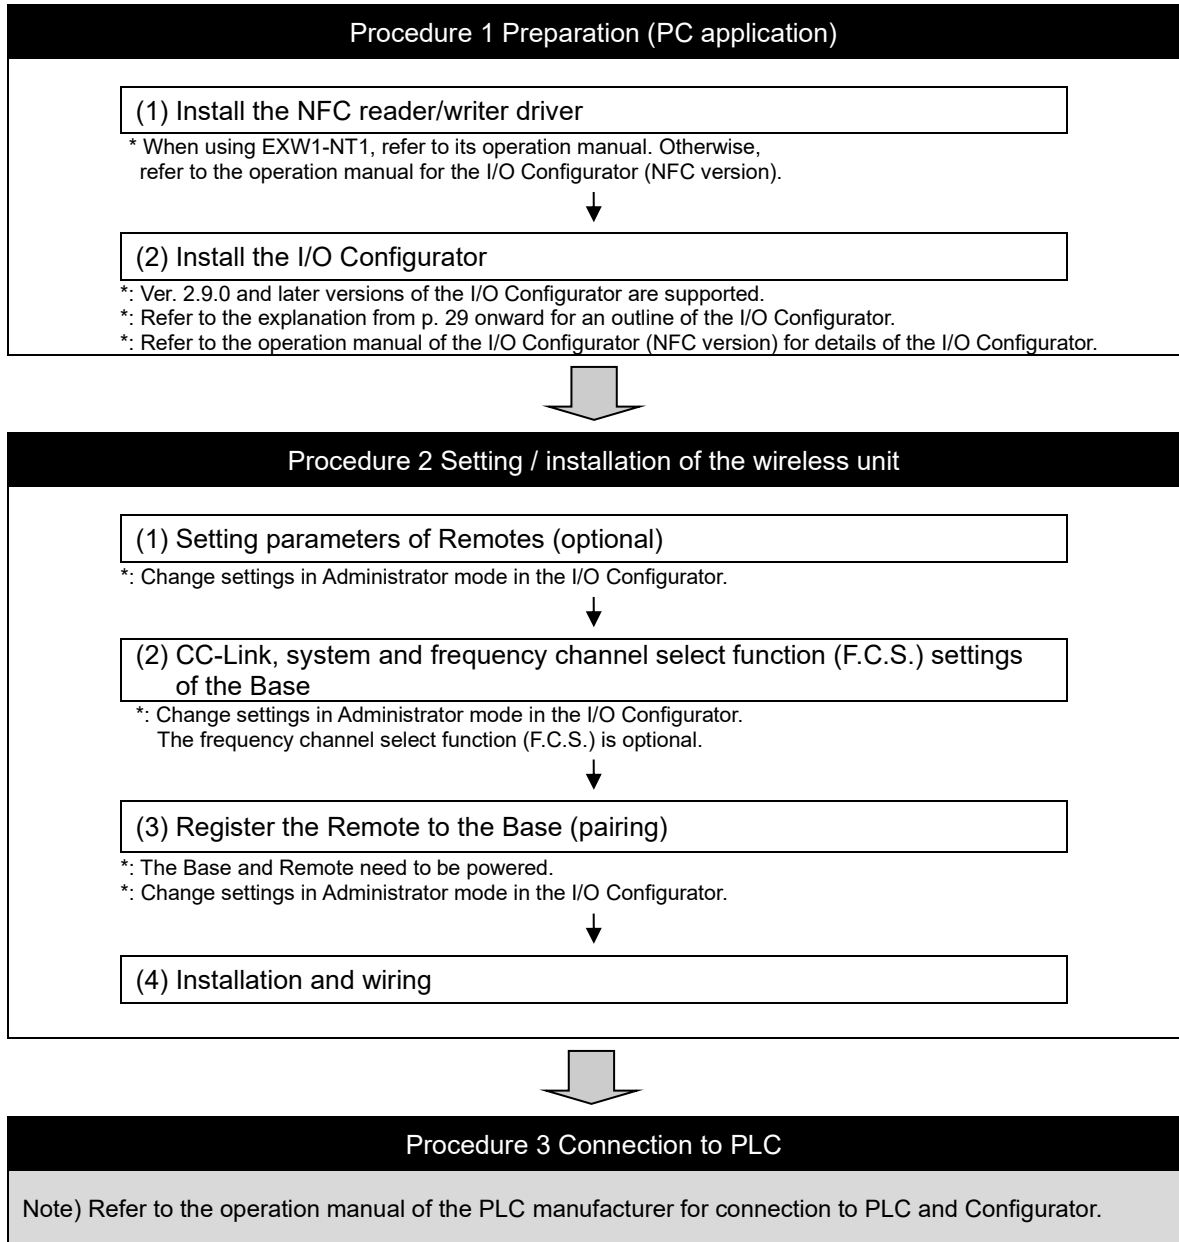 Procedure 1 Preparation (PC application)
(1) Install the NFC reader/writer driver
* When using EXW1-NT1, refer to its operation manual. Otherwise,
refer to the operation manual for the I/O Configurator (NFC version).
(2) Install the I/O Configurator
*: Ver. 2.9.0 and later versions of the I/O Configurator are supported.
*: Refer to the explanation from p. 29 onward for an outline of the I/O Configurator.
*: Refer to the operation manual of the I/O Configurator (NFC version) for details of the I/O Configurator.
Procedure 2 Setting / installation of the wireless unit
(1) Setting parameters of Remotes (optional)
*: Change settings in Administrator mode in the I/O Configurator.
(2) CC-Link, system and frequency channel select function (F.C.S.) settings
of the Base
*: Change settings in Administrator mode in the I/O Configurator.
The frequency channel select function (F.C.S.) is optional.
(3) Register the Remote to the Base (pairing)
*: The Base and Remote need to be powered.
*: Change settings in Administrator mode in the I/O Configurator.
(4) Installation and wiring
Procedure 3 Connection to PLC
Note) Refer to the operation manual of the PLC manufacturer for connection to PLC and Configurator.